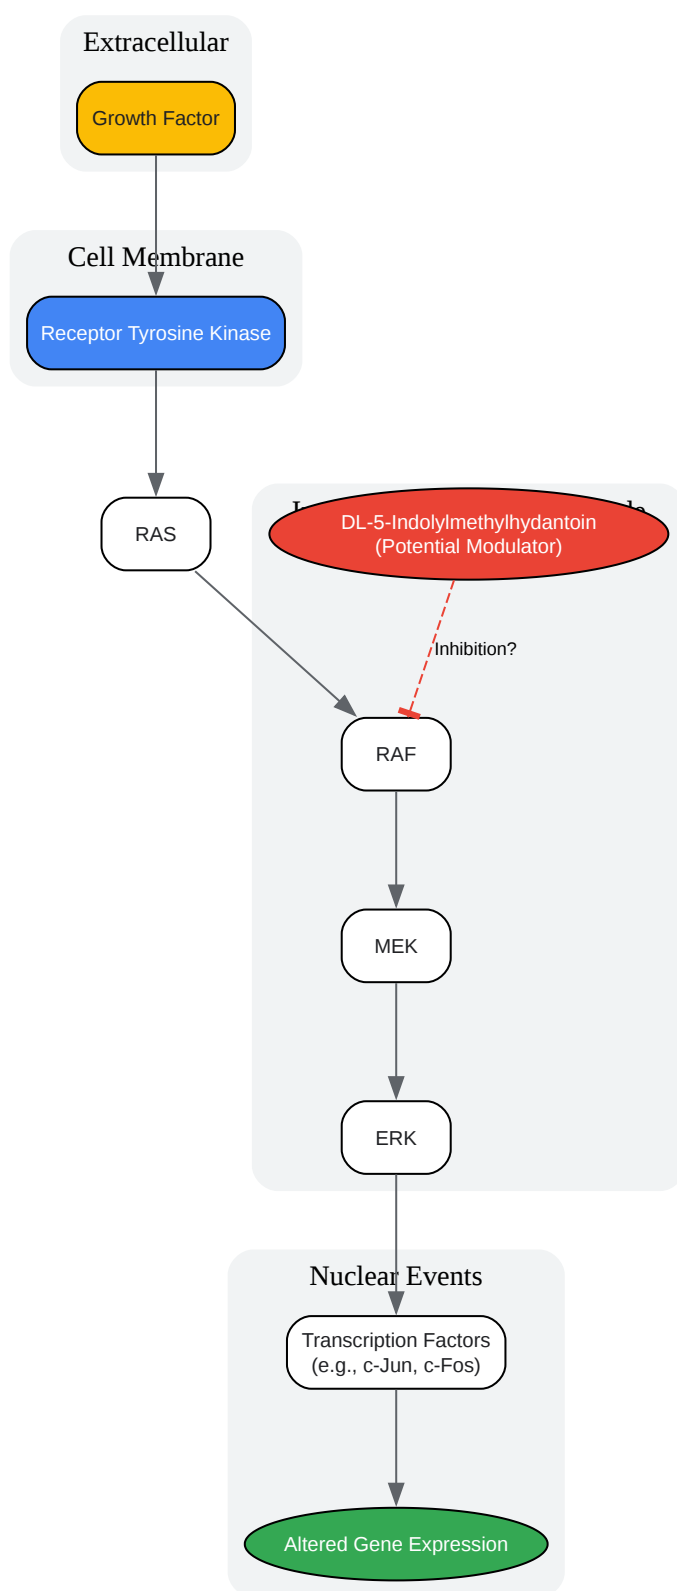 Extracellular
Growth Factor
Cell Membrane
Receptor Tyrosine Kinase
RAS
DL-5-Indolylmethylhydantoin
(Potential Modulator)
Inhibition?
RAF
MEK
ERK
Nuclear Events
Transcription Factors
(e.g., c-Jun, c-Fos)
Altered Gene Expression